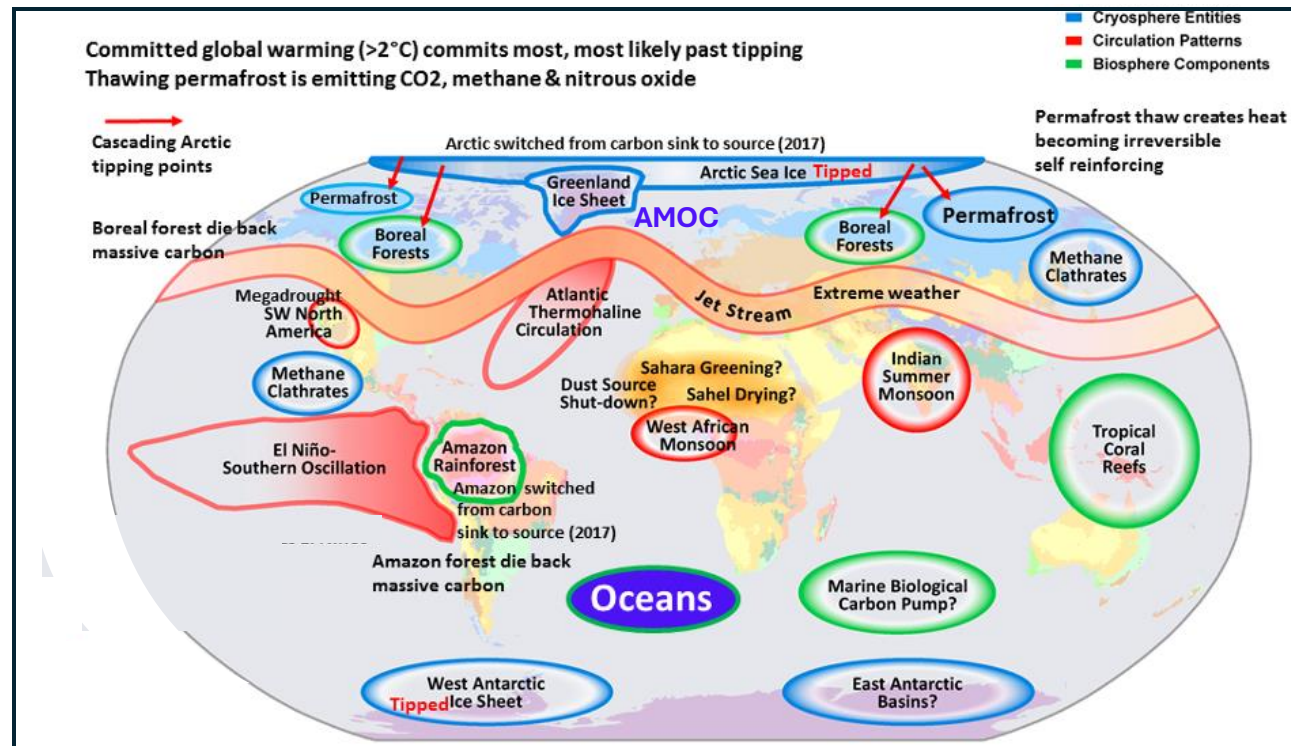 Cryosphere Entities
Circulation Patterns
Biosphere Components
Committed global warming (>2°C) commits most, most likely past tipping
Thawing permafrost is emitting CO2, methane & nitrous oxide
Cascading Arctic
tipping points
Permafrost thaw creates heat
becoming irreversible
self reinforcing
Arctic switched from carbon sink to source (2017)
Arctic Sea Ice Tipped
Greenland
Ice Sheet
Permafrost
AMOC
Permafrost
Boreal forest die back
massive carbon
Boreal
Forests
Boreal
Forests
Methane
Clathrates
Megadrought
SW North
America
Atlantic
Thermohaline
Circulation
Jet Stream
Extreme weather
Methane
Clathrates
Sahara Greening?
Dust Source
Shut-down?
Sahel Drying?
Indian
Summer
Monsoon
West African
Monsoon
Tropical
Coral
Reefs
El Niño-
Southern Oscillation
Amazon
Rainforest
Amazon switched
from carbon
sink to source (2017)
Amazon forest die back
massive carbon
Oceans
Marine Biological
Carbon Pump?
West Antarctic
Tipped Ice Sheet
East Antarctic
Basins?